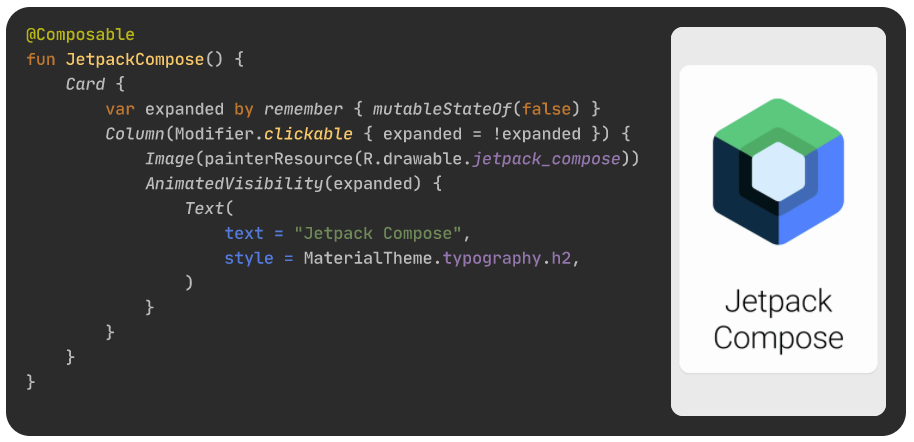 @Composable
fun JetpackCompose() {
    Card {
        var expanded by remember { mutableStateOf(false) }
        Column(Modifier.clickable { expanded = !expanded }) {
            Image(painterResource(R.drawable.jetpack_compose))
            AnimatedVisibility(expanded) {
                Text(
                    text = "Jetpack Compose",
                    style = MaterialTheme.typography.h2,
                )
            }
        }
    }
}
Jetpack
Compose